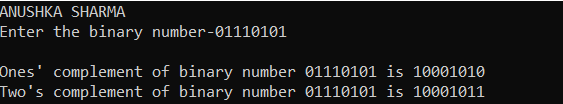 ANUSHKA SHARMA
Enter the binary number-01110101
Ones' complement of binary number 01110101 is 10001010
Two's complement of binary number 01110101 is 10001011